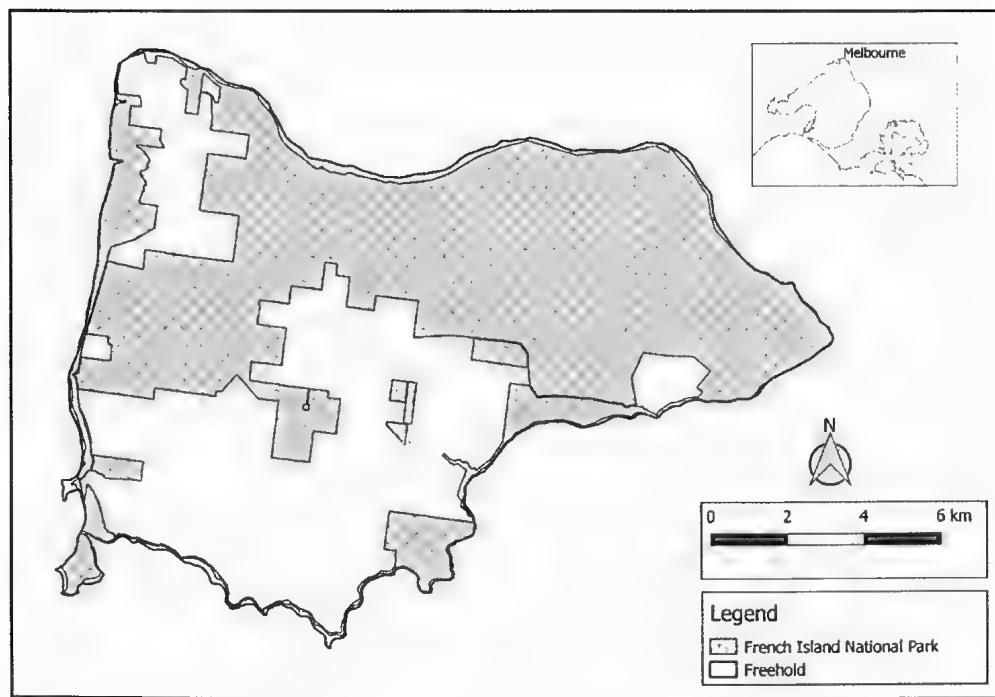 Melbourne
N
0 2 4 6 km
Legend
French Island National Park
Freehold